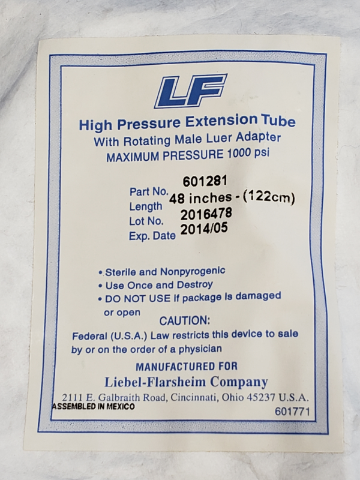 LF
High Pressure Extension Tube
With Rotating Male Luer Adapter
MAXIMUM PRESSURE 1000 psi
Part No. 601281
Length 48 inches - (122cm)
Lot No. 2016478
Exp. Date 2014/05
• Sterile and Nonpyrogenic
• Use Once and Destroy
• DO NOT USE if package is damaged
or open
CAUTION:
Federal (U.S.A.) Law restricts this device to sale
by or on the order of a physician
MANUFACTURED FOR
Liebel-Flarsheim Company
2111 E. Galbraith Road, Cincinnati, Ohio 45237 U.S.A.
ASSEMBLED IN MEXICO
601771